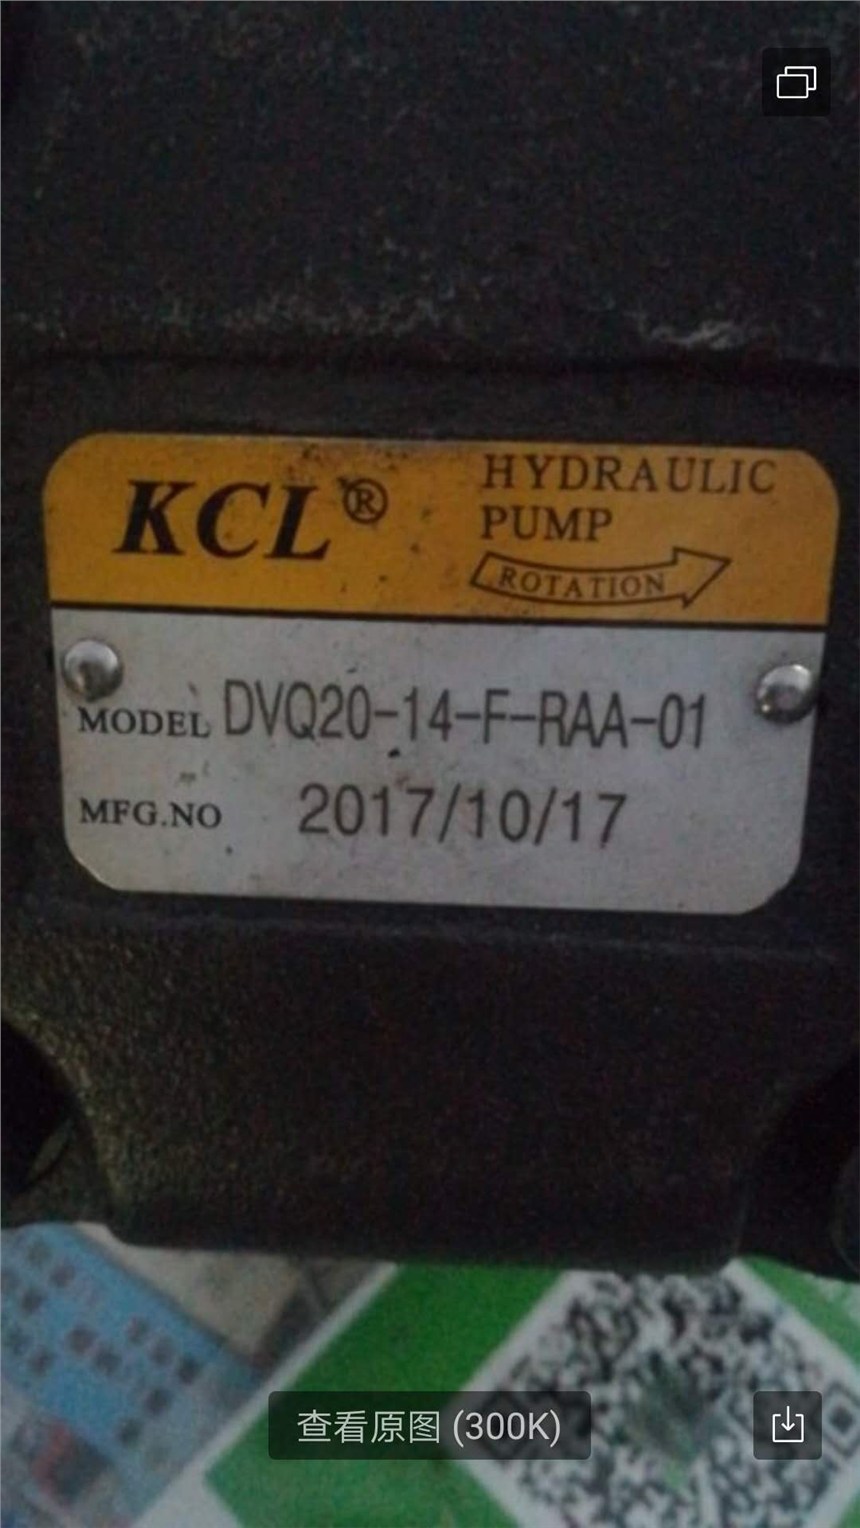 KCL®
HYDRAULIC
PUMP
ROTATION
MODEL DVQ20-14-F-RAA-01
MFG.NO 2017/10/17
查看原图 (300K)